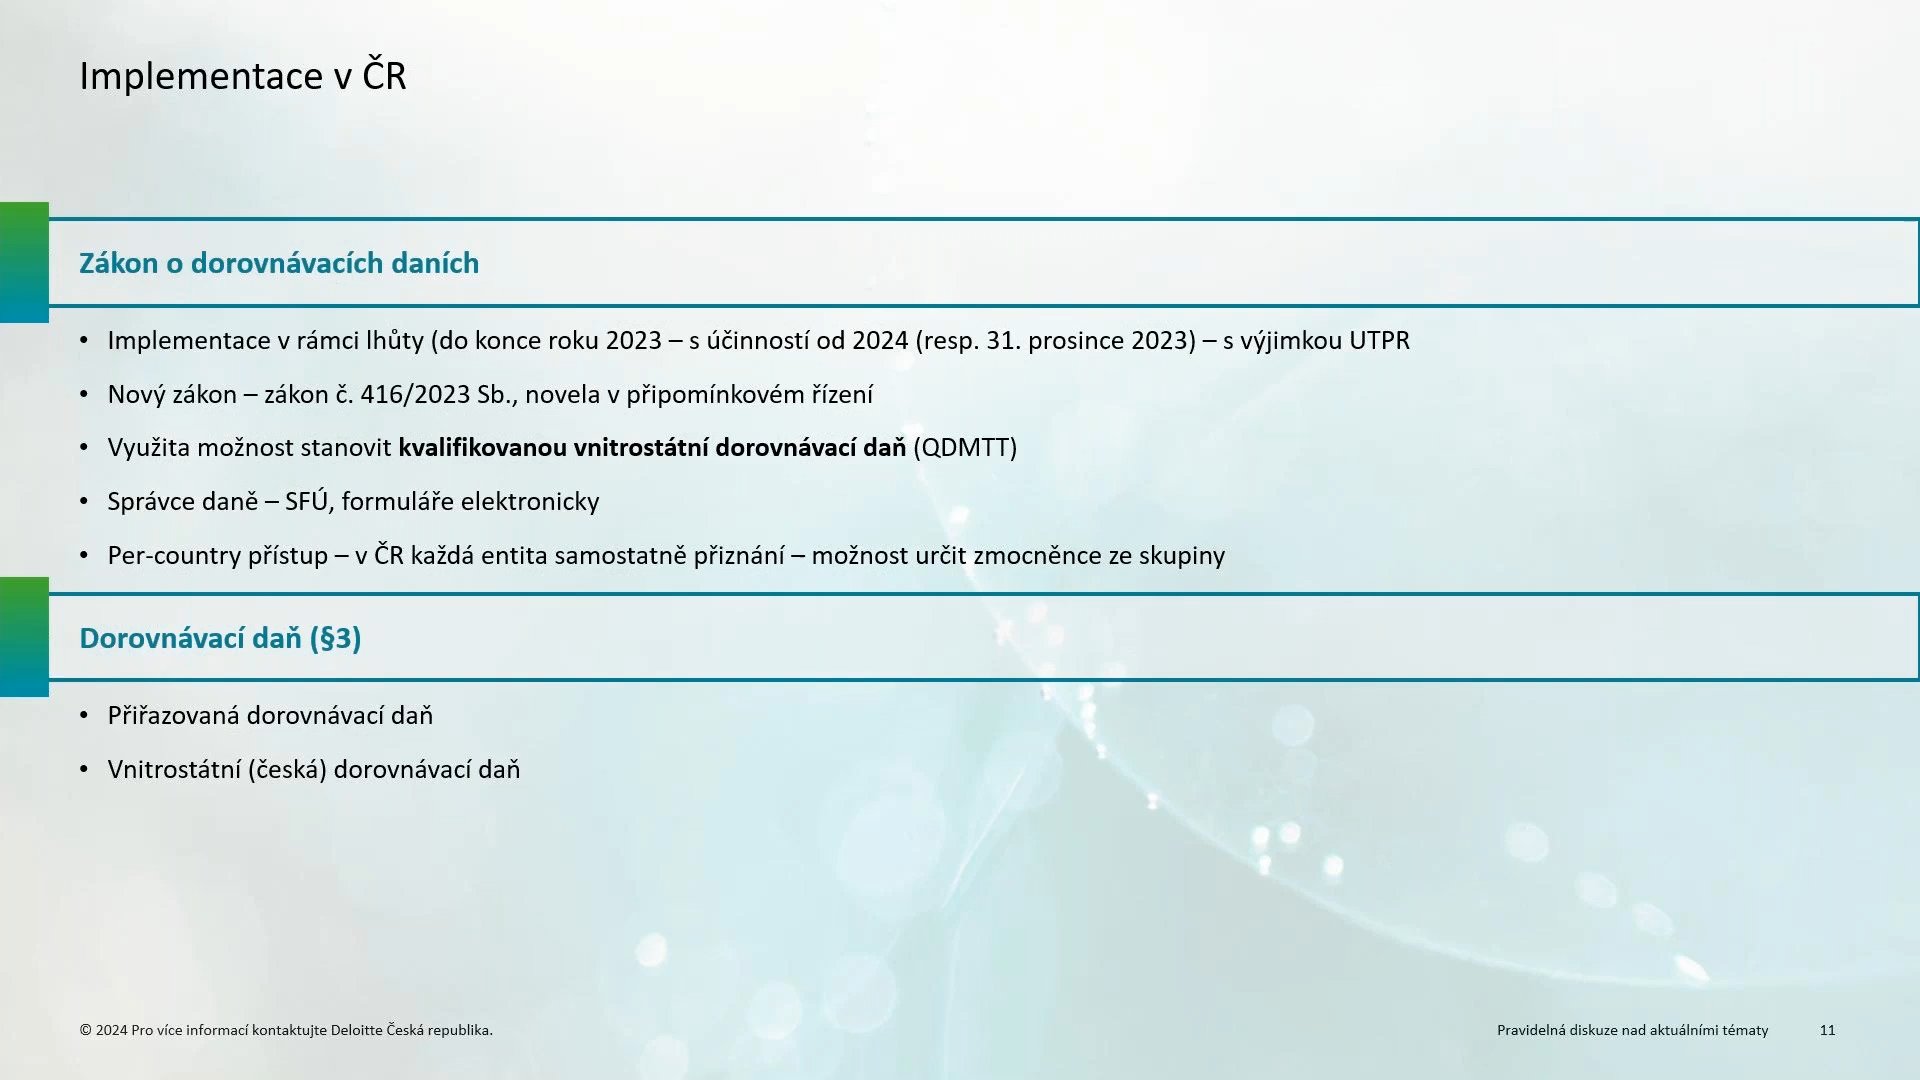 Implementace v ČR
Zákon o dorovnávacích daních
• Implementace v rámci lhůty (do konce roku 2023 – s účinností od 2024 (resp. 31. prosince 2023) – s výjimkou UTPR
• Nový zákon – zákon č. 416/2023 Sb., novela v připomínkovém řízení
• Využita možnost stanovit kvalifikovanou vnitrostátní dorovnávací daň (QDMTT)
• Správce daně – SFÚ, formuláře elektronicky
• Per-country přístup – v ČR každá entita samostatně přiznání – možnost určit zmocněnce ze skupiny
Dorovnávací daň (§3)
• Přiřazovaná dorovnávací daň
• Vnitrostátní (česká) dorovnávací daň
© 2024 Pro více informací kontaktujte Deloitte Česká republika.
Pravidelná diskuze nad aktuálními tématy 11